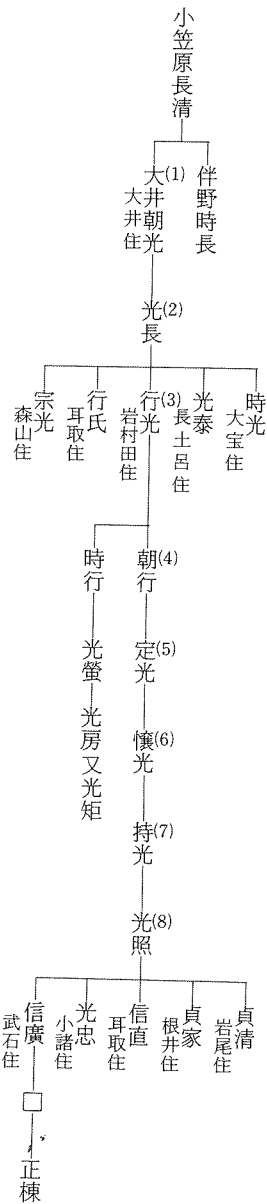 小笠原長清
伴野時長
(1)
大井朝光
大井住
(2)
光長
時光
大宝住
光泰
長土呂住
(3)
行光
岩村田住
行氏
耳取住
宗光
森山住
(4)
朝行
時行
(5)
定光
光螢
(6)
懐光
光房又光矩
(7)
持光
(8)
光照
貞清
岩尾住
貞家
根井住
信直
耳取住
光忠
小諸住
信廣
武石住
□
正棟